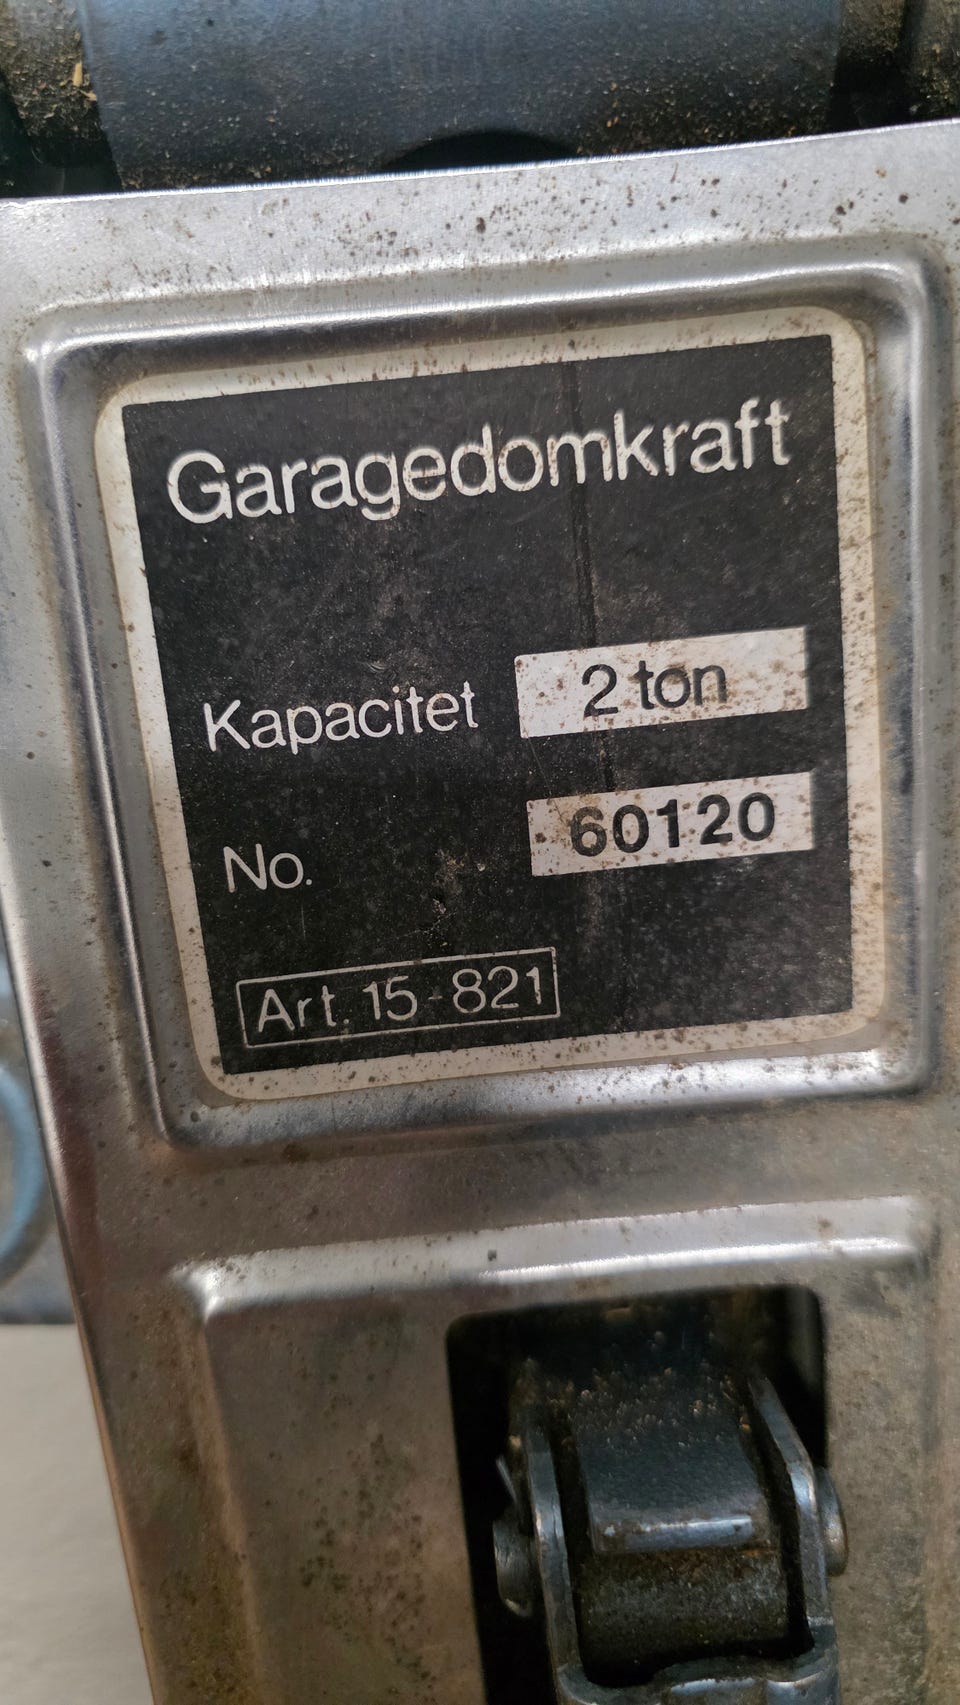 Garagedomkraft
Kapacitet 2 ton
No. 60120
Art. 15-821